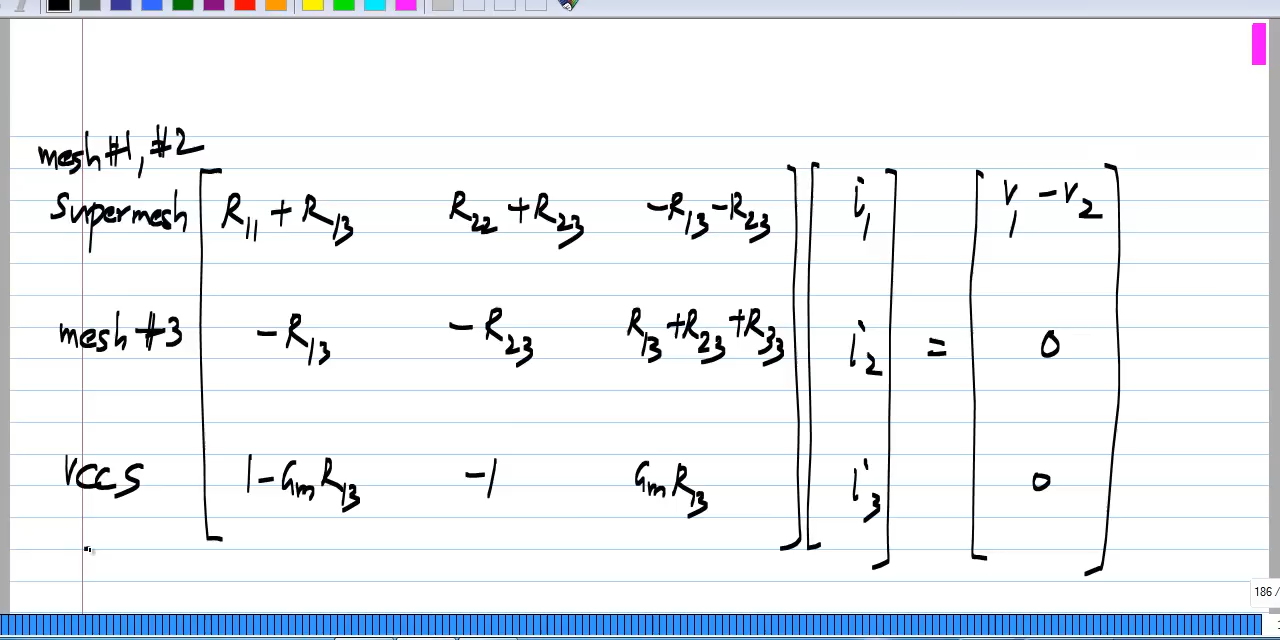 mesh #1, #2
Supermesh [ R₁₁ + R₁₃ R₂₂ + R₂₃ -R₁₃ - R₂₃ ] [ i₁ ] [ V₁ - V₂ ]
mesh #3 - R₁₃ - R₂₃ R₁₃ + R₂₃ + R₃₃ i₂ = 0
VCCS 1 - Gₘ R₁₃ -1 Gₘ R₁₃ i₃ 0
186 /